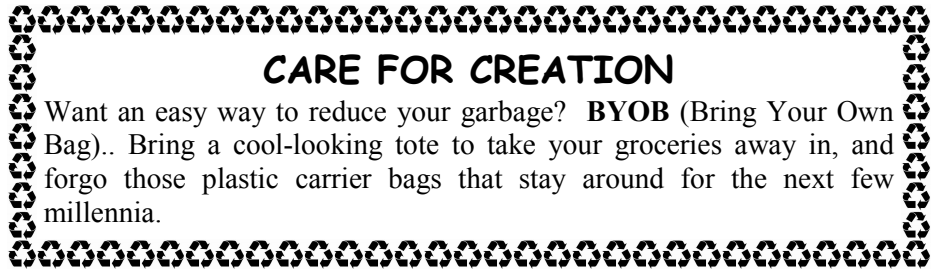 CARE FOR CREATION
Want an easy way to reduce your garbage? BYOB (Bring Your Own
Bag).. Bring a cool-looking tote to take your groceries away in, and
forgo those plastic carrier bags that stay around for the next few
millennia.